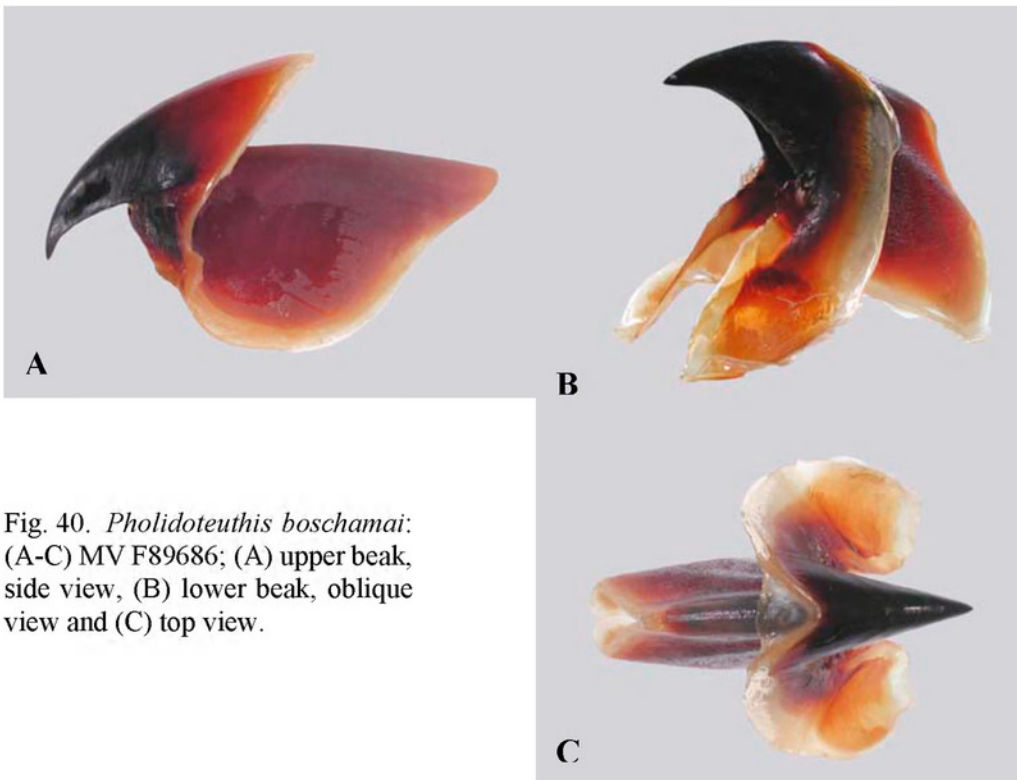 A
B
Fig. 40. Pholidoteuthis boschamai:
(A-C) MV F89686; (A) upper beak,
side view, (B) lower beak, oblique
view and (C) top view.
C